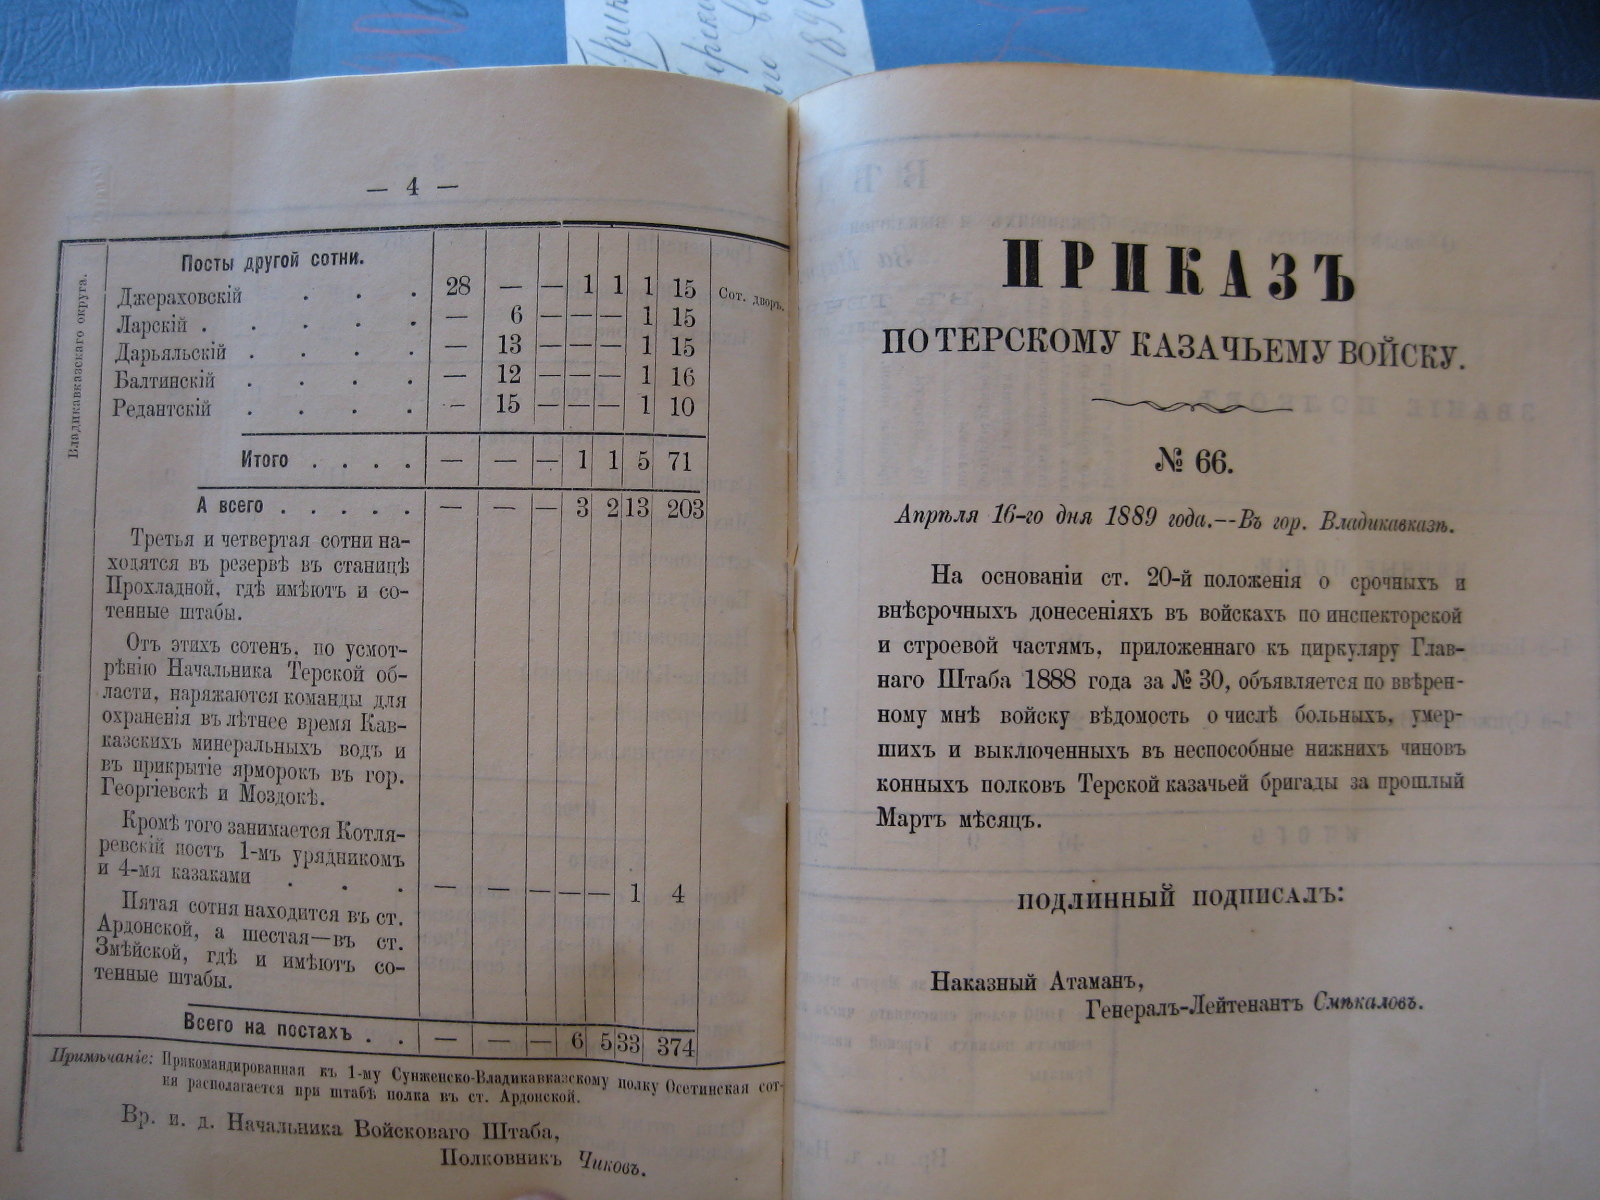 — 4 —
Владикавказскаго округа.
Посты другой сотни.
Джераховскій . . . 28 — — 1 1 1 15 Сот. дворъ.
Ларскій . . . . . — 6 — — — 1 15
Дарьяльскій . . . . — 13 — — — 1 15
Балтинскій . . . . — 12 — — — 1 16
Редантскій . . . . — 15 — — — 1 10
Итого . . . . — — — 1 1 5 71
А всего . . . . . — — — 3 2 13 203
Третья и четвертая сотни на-
ходятся въ резервѣ въ станицѣ
Прохладной, гдѣ имѣютъ и со-
тенные штабы.
Отъ этихъ сотенъ, по усмот-
рѣнію Начальника Терской об-
ласти, наряжаются команды для
охраненія въ лѣтнее время Кав-
казскихъ минеральныхъ водъ и
въ прикрытіе ярморокъ въ гор.
Георгіевскѣ и Моздокѣ.
Кромѣ того занимается Котля-
ревскій постъ 1-мъ урядникомъ
и 4-мя казаками . . . — — — — — 1 4
Пятая сотня находится въ ст.
Ардонской, а шестая—въ ст.
Змѣйской, гдѣ и имѣютъ со-
тенные штабы.
Всего на постахъ . . — — — 6 5 33 374
Примѣчаніе: Прикомандированная къ 1-му Сунженско-Владикавказскому полку Осетинская сот-
ня располагается при штабѣ полка въ ст. Ардонской.
Вр. и. д. Начальника Войсковаго Штаба,
Полковникъ Чиковъ.
ПРИКАЗЪ
ПО ТЕРСКОМУ КАЗАЧЬЕМУ ВОЙСКУ.
№ 66.
Апрѣля 16-го дня 1889 года.--Въ гор. Владикавказѣ.
На основаніи ст. 20-й положенія о срочныхъ и
внѣсрочныхъ донесеніяхъ въ войскахъ по инспекторской
и строевой частямъ, приложеннаго къ циркуляру Глав-
наго Штаба 1888 года за № 30, объявляется по ввѣрен-
ному мнѣ войску вѣдомость о числѣ больныхъ, умер-
шихъ и выключенныхъ въ неспособные нижнихъ чиновъ
конныхъ полковъ Терской казачьей бригады за прошлый
Мартъ мѣсяцъ.
ПОДЛИННЫЙ ПОДПИСАЛЪ:
Наказный Атаманъ,
Генералъ-Лейтенантъ Смѣкаловъ.